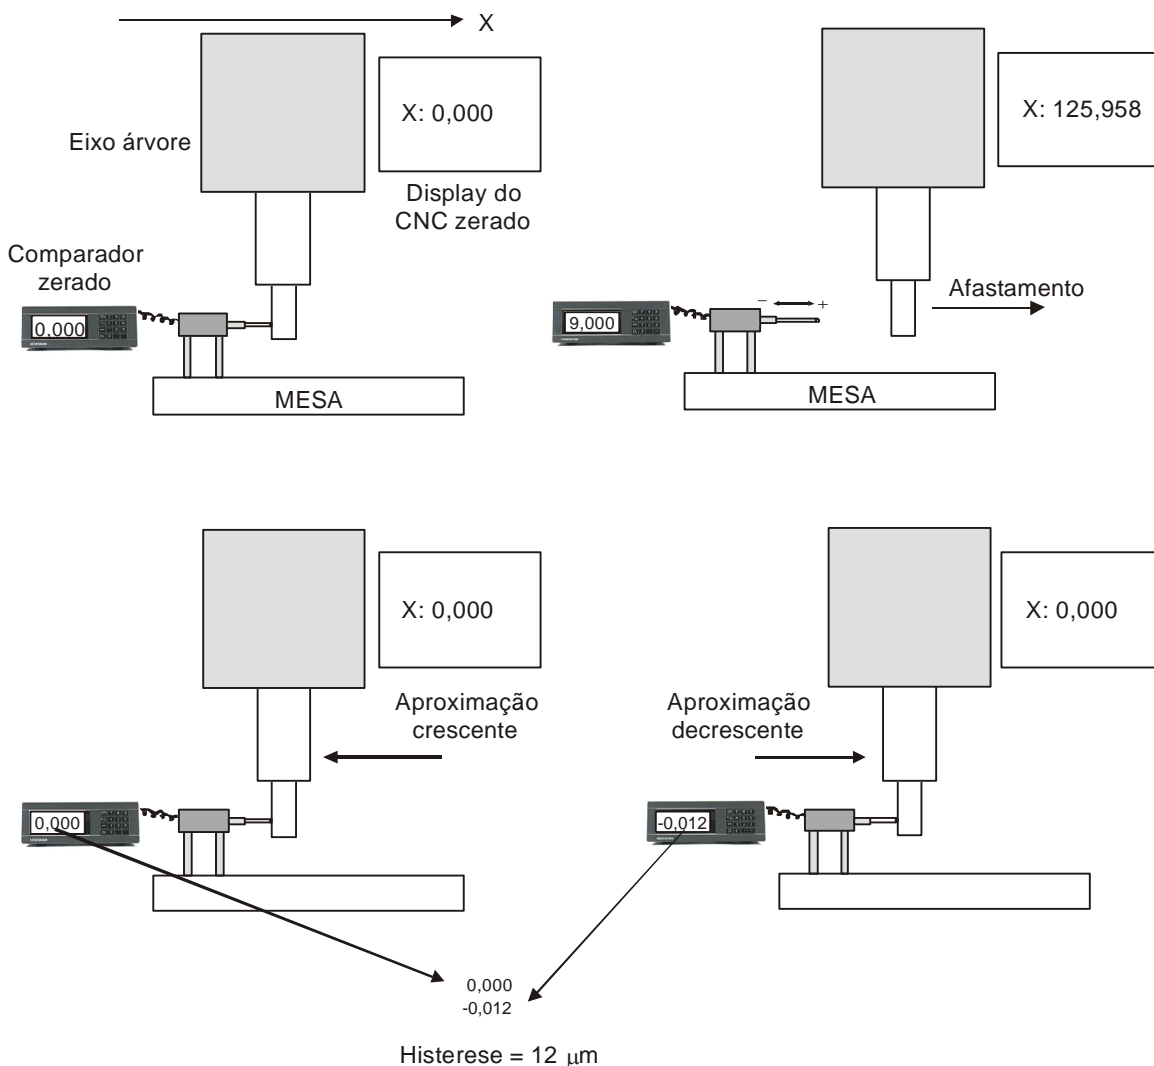 X
X: 0,000
Eixo árvore
Display do
CNC zerado
Comparador
zerado
0,000
MESA
X: 125,958
Afastamento
- +
9,000
MESA
X: 0,000
Aproximação
crescente
0,000
X: 0,000
Aproximação
decrescente
-0,012
0,000
-0,012
Histerese = 12 μm